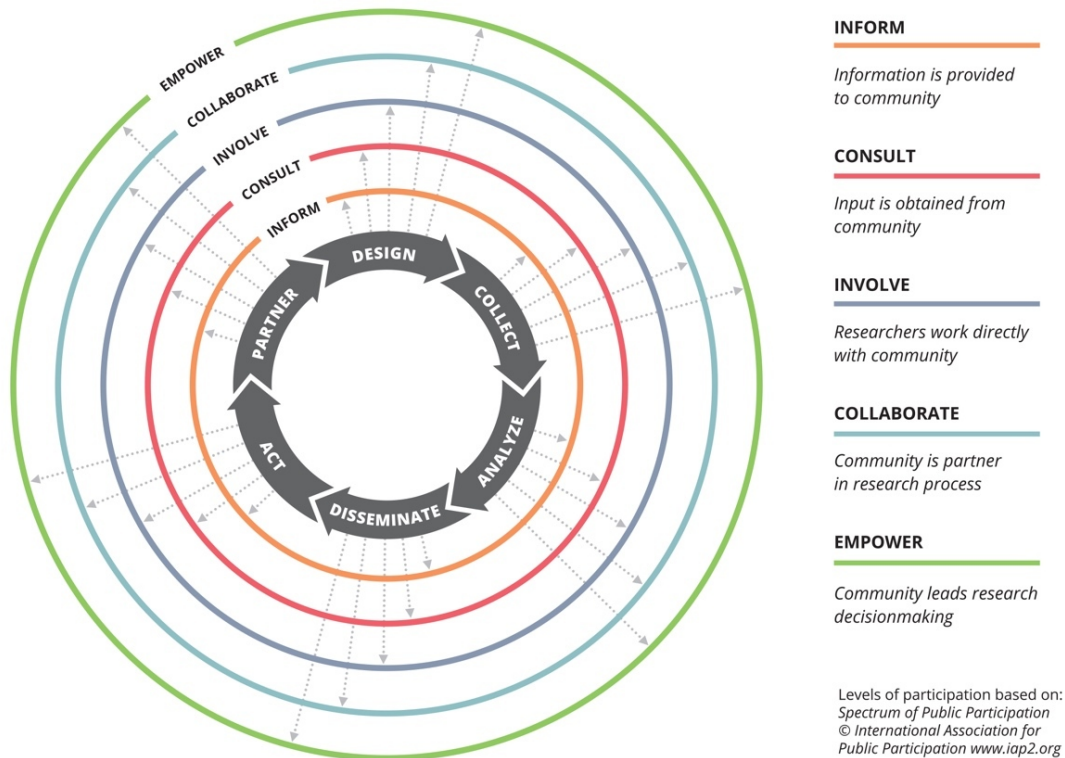 EMPOWER
COLLABORATE
INVOLVE
CONSULT
INFORM
DESIGN
COLLECT
ANALYZE
DISSEMINATE
ACT
PARTNER
INFORM
Information is provided
to community
CONSULT
Input is obtained from
community
INVOLVE
Researchers work directly
with community
COLLABORATE
Community is partner
in research process
EMPOWER
Community leads research
decisionmaking
Levels of participation based on:
Spectrum of Public Participation
© International Association for
Public Participation www.iap2.org